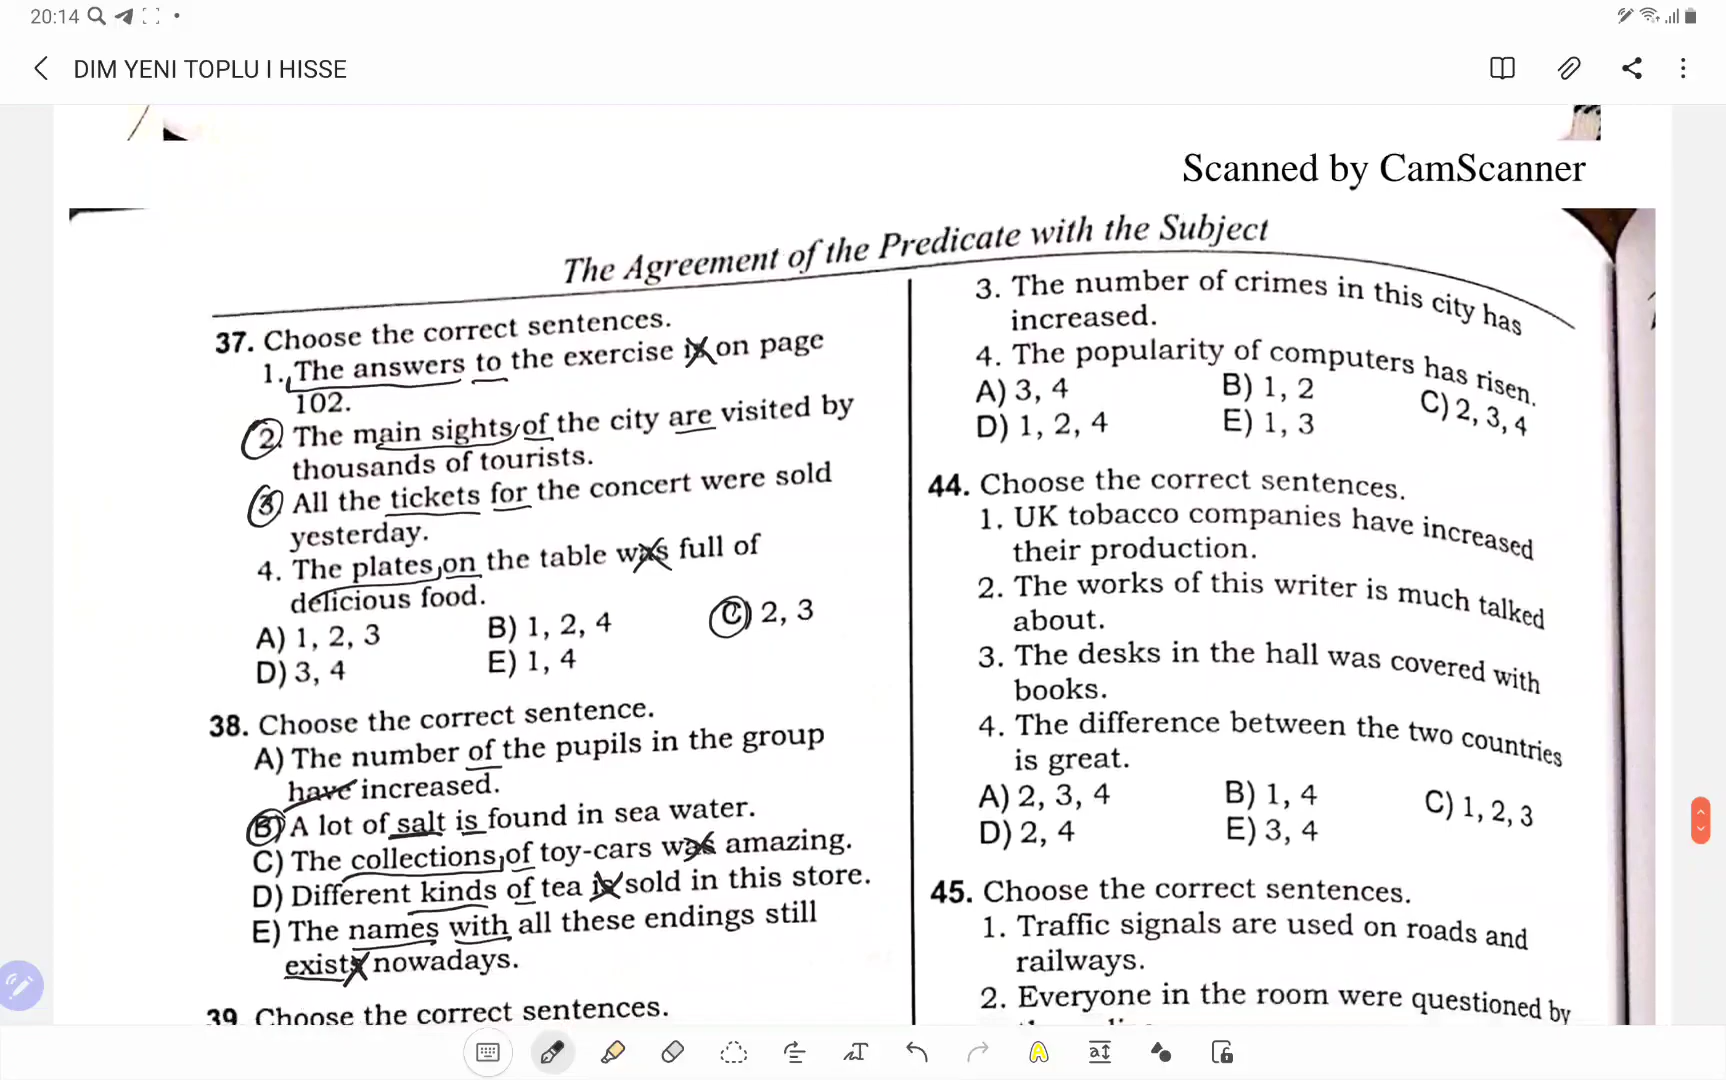 20:14
DIM YENI TOPLU I HISSE
Scanned by CamScanner
The Agreement of the Predicate with the Subject
37. Choose the correct sentences.
1. The answers to the exercise is on page
102.
2. The main sights of the city are visited by
thousands of tourists.
3. All the tickets for the concert were sold
yesterday.
4. The plates on the table was full of
delicious food.
A) 1, 2, 3 B) 1, 2, 4 C) 2, 3
D) 3, 4 E) 1, 4
38. Choose the correct sentence.
A) The number of the pupils in the group
have increased.
B) A lot of salt is found in sea water.
C) The collections of toy-cars was amazing.
D) Different kinds of tea is sold in this store.
E) The names with all these endings still
exists nowadays.
39. Choose the correct sentences.
3. The number of crimes in this city has
increased.
4. The popularity of computers has risen.
A) 3, 4 B) 1, 2 C) 2, 3, 4
D) 1, 2, 4 E) 1, 3
44. Choose the correct sentences.
1. UK tobacco companies have increased
their production.
2. The works of this writer is much talked
about.
3. The desks in the hall was covered with
books.
4. The difference between the two countries
is great.
A) 2, 3, 4 B) 1, 4 C) 1, 2, 3
D) 2, 4 E) 3, 4
45. Choose the correct sentences.
1. Traffic signals are used on roads and
railways.
2. Everyone in the room were questioned by